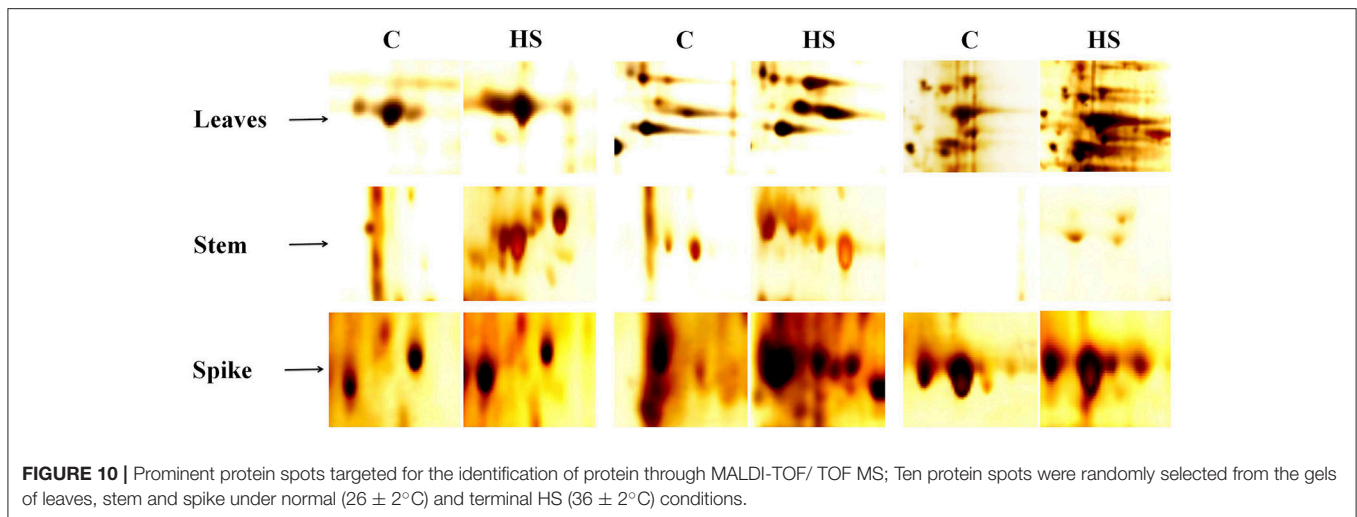 C HS C HS C HS
Leaves
Stem
Spike
FIGURE 10 | Prominent protein spots targeted for the identification of protein through MALDI-TOF/ TOF MS; Ten protein spots were randomly selected from the gels
of leaves, stem and spike under normal (26 ± 2°C) and terminal HS (36 ± 2°C) conditions.